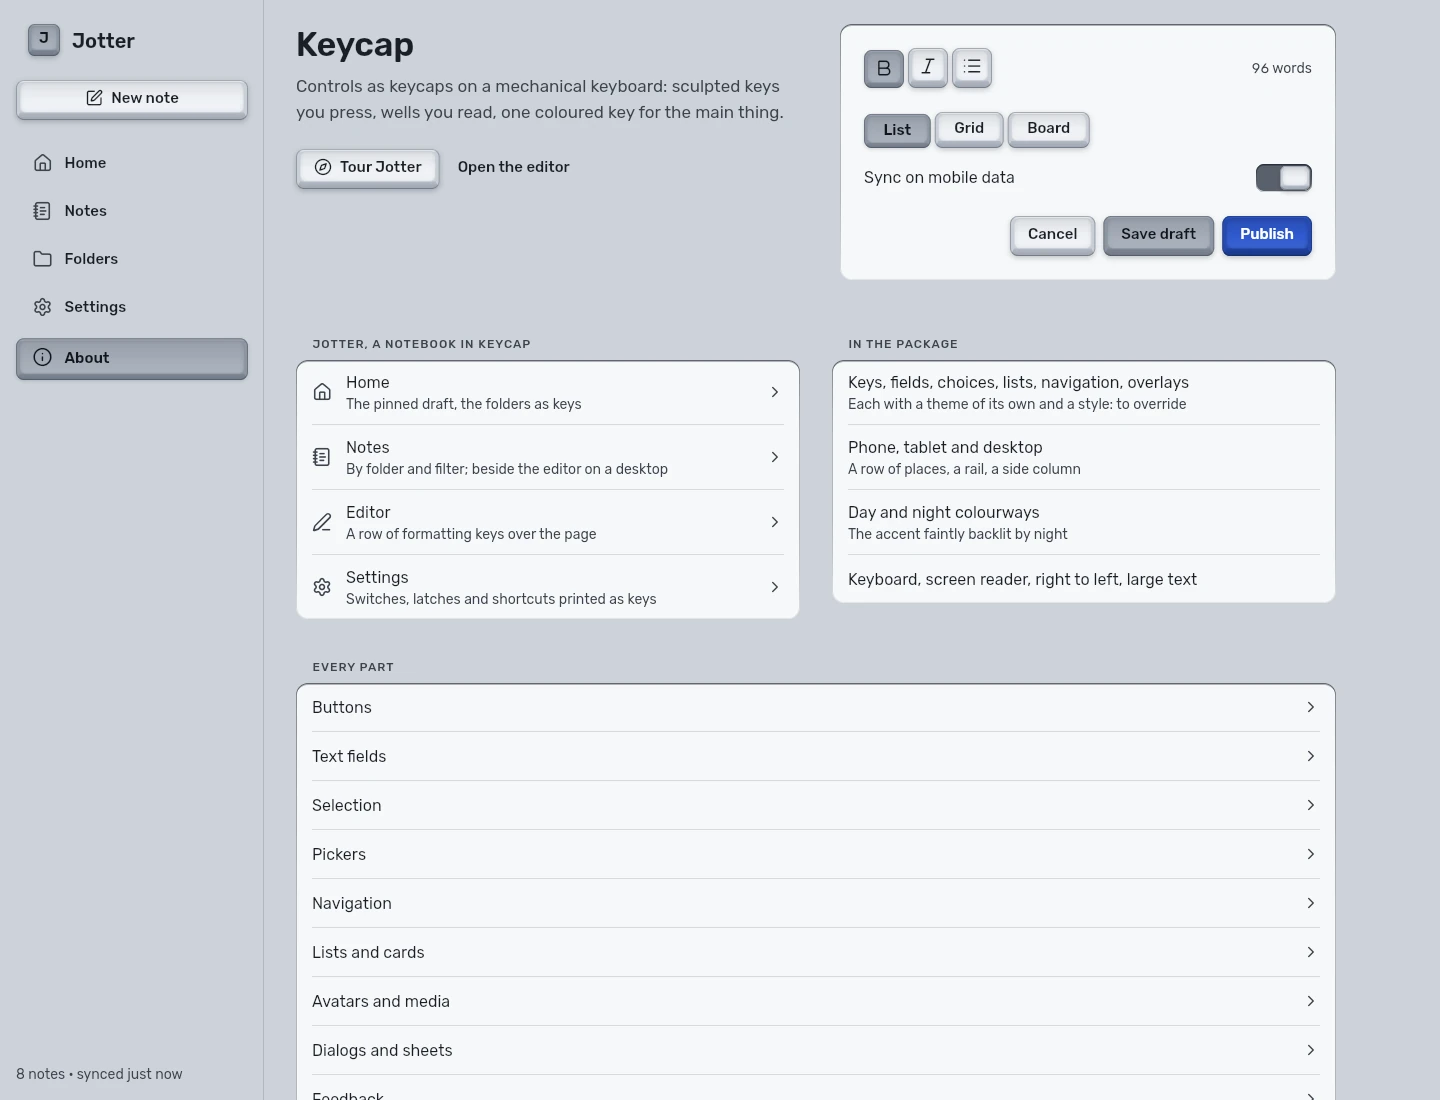 J
Jotter
New note
Home
Notes
Folders
Settings
About
8 notes • synced just now
Keycap
Controls as keycaps on a mechanical keyboard: sculpted keys
you press, wells you read, one coloured key for the main thing.
Tour Jotter
Open the editor
B I
96 words
List
Grid
Board
Sync on mobile data
Cancel
Save draft
Publish
JOTTER, A NOTEBOOK IN KEYCAP
Home
The pinned draft, the folders as keys
Notes
By folder and filter; beside the editor on a desktop
Editor
A row of formatting keys over the page
Settings
Switches, latches and shortcuts printed as keys
IN THE PACKAGE
Keys, fields, choices, lists, navigation, overlays
Each with a theme of its own and a style: to override
Phone, tablet and desktop
A row of places, a rail, a side column
Day and night colourways
The accent faintly backlit by night
Keyboard, screen reader, right to left, large text
EVERY PART
Buttons
Text fields
Selection
Pickers
Navigation
Lists and cards
Avatars and media
Dialogs and sheets
Feedback